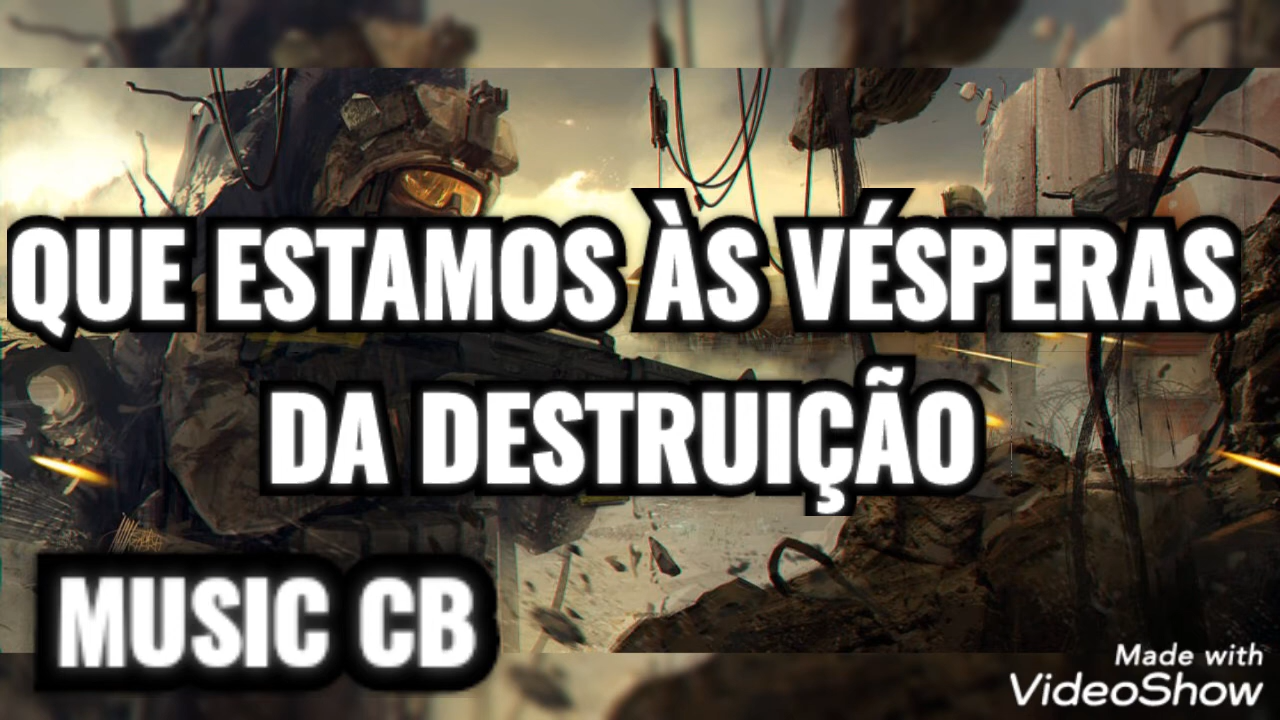 QUE ESTAMOS ÀS VÉSPERAS
DA DESTRUIÇÃO
MUSIC CB
Made with
VideoShow